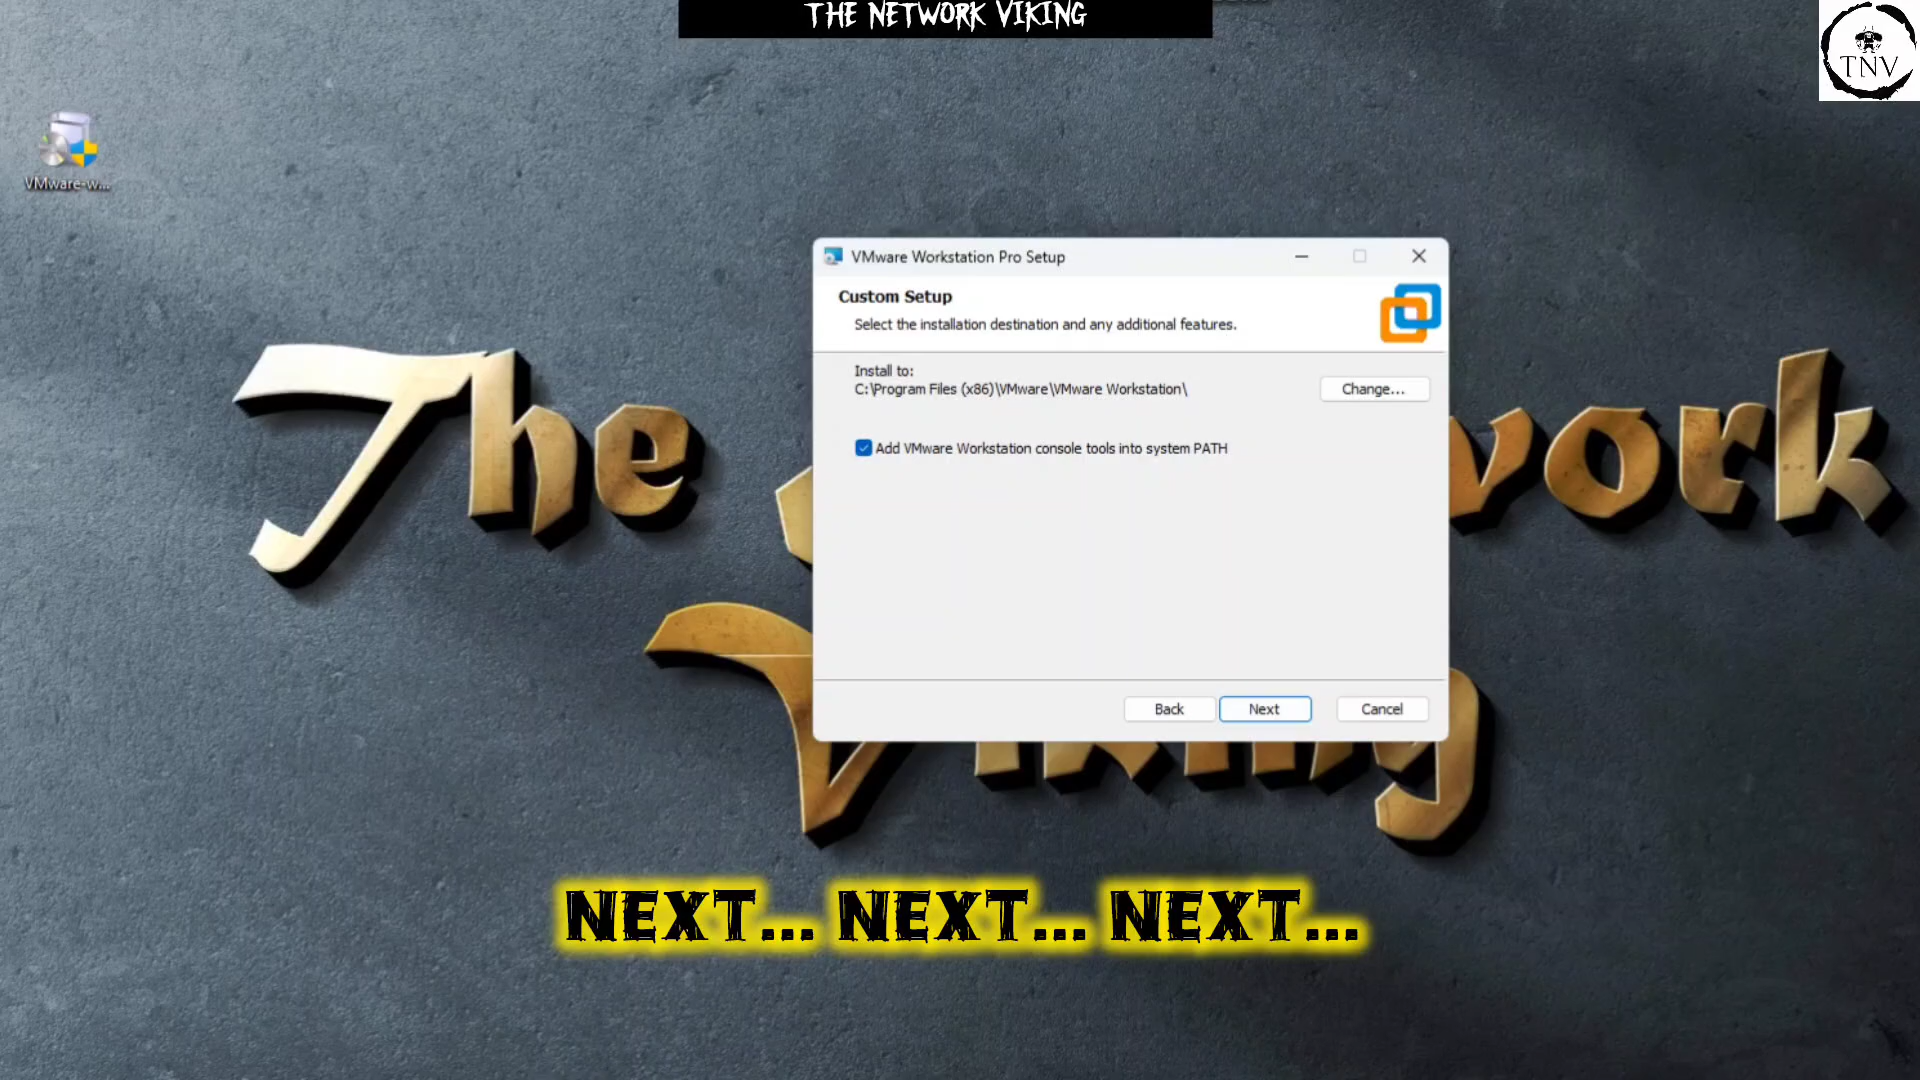 THE NETWORK VIKING
TNV
VMware-w...
VMware Workstation Pro Setup
Custom Setup
Select the installation destination and any additional features.
Install to:
C:\Program Files (x86)\VMware\VMware Workstation\
Change...
Add VMware Workstation console tools into system PATH
The work
Viking
Back
Next
Cancel
NEXT... NEXT... NEXT...